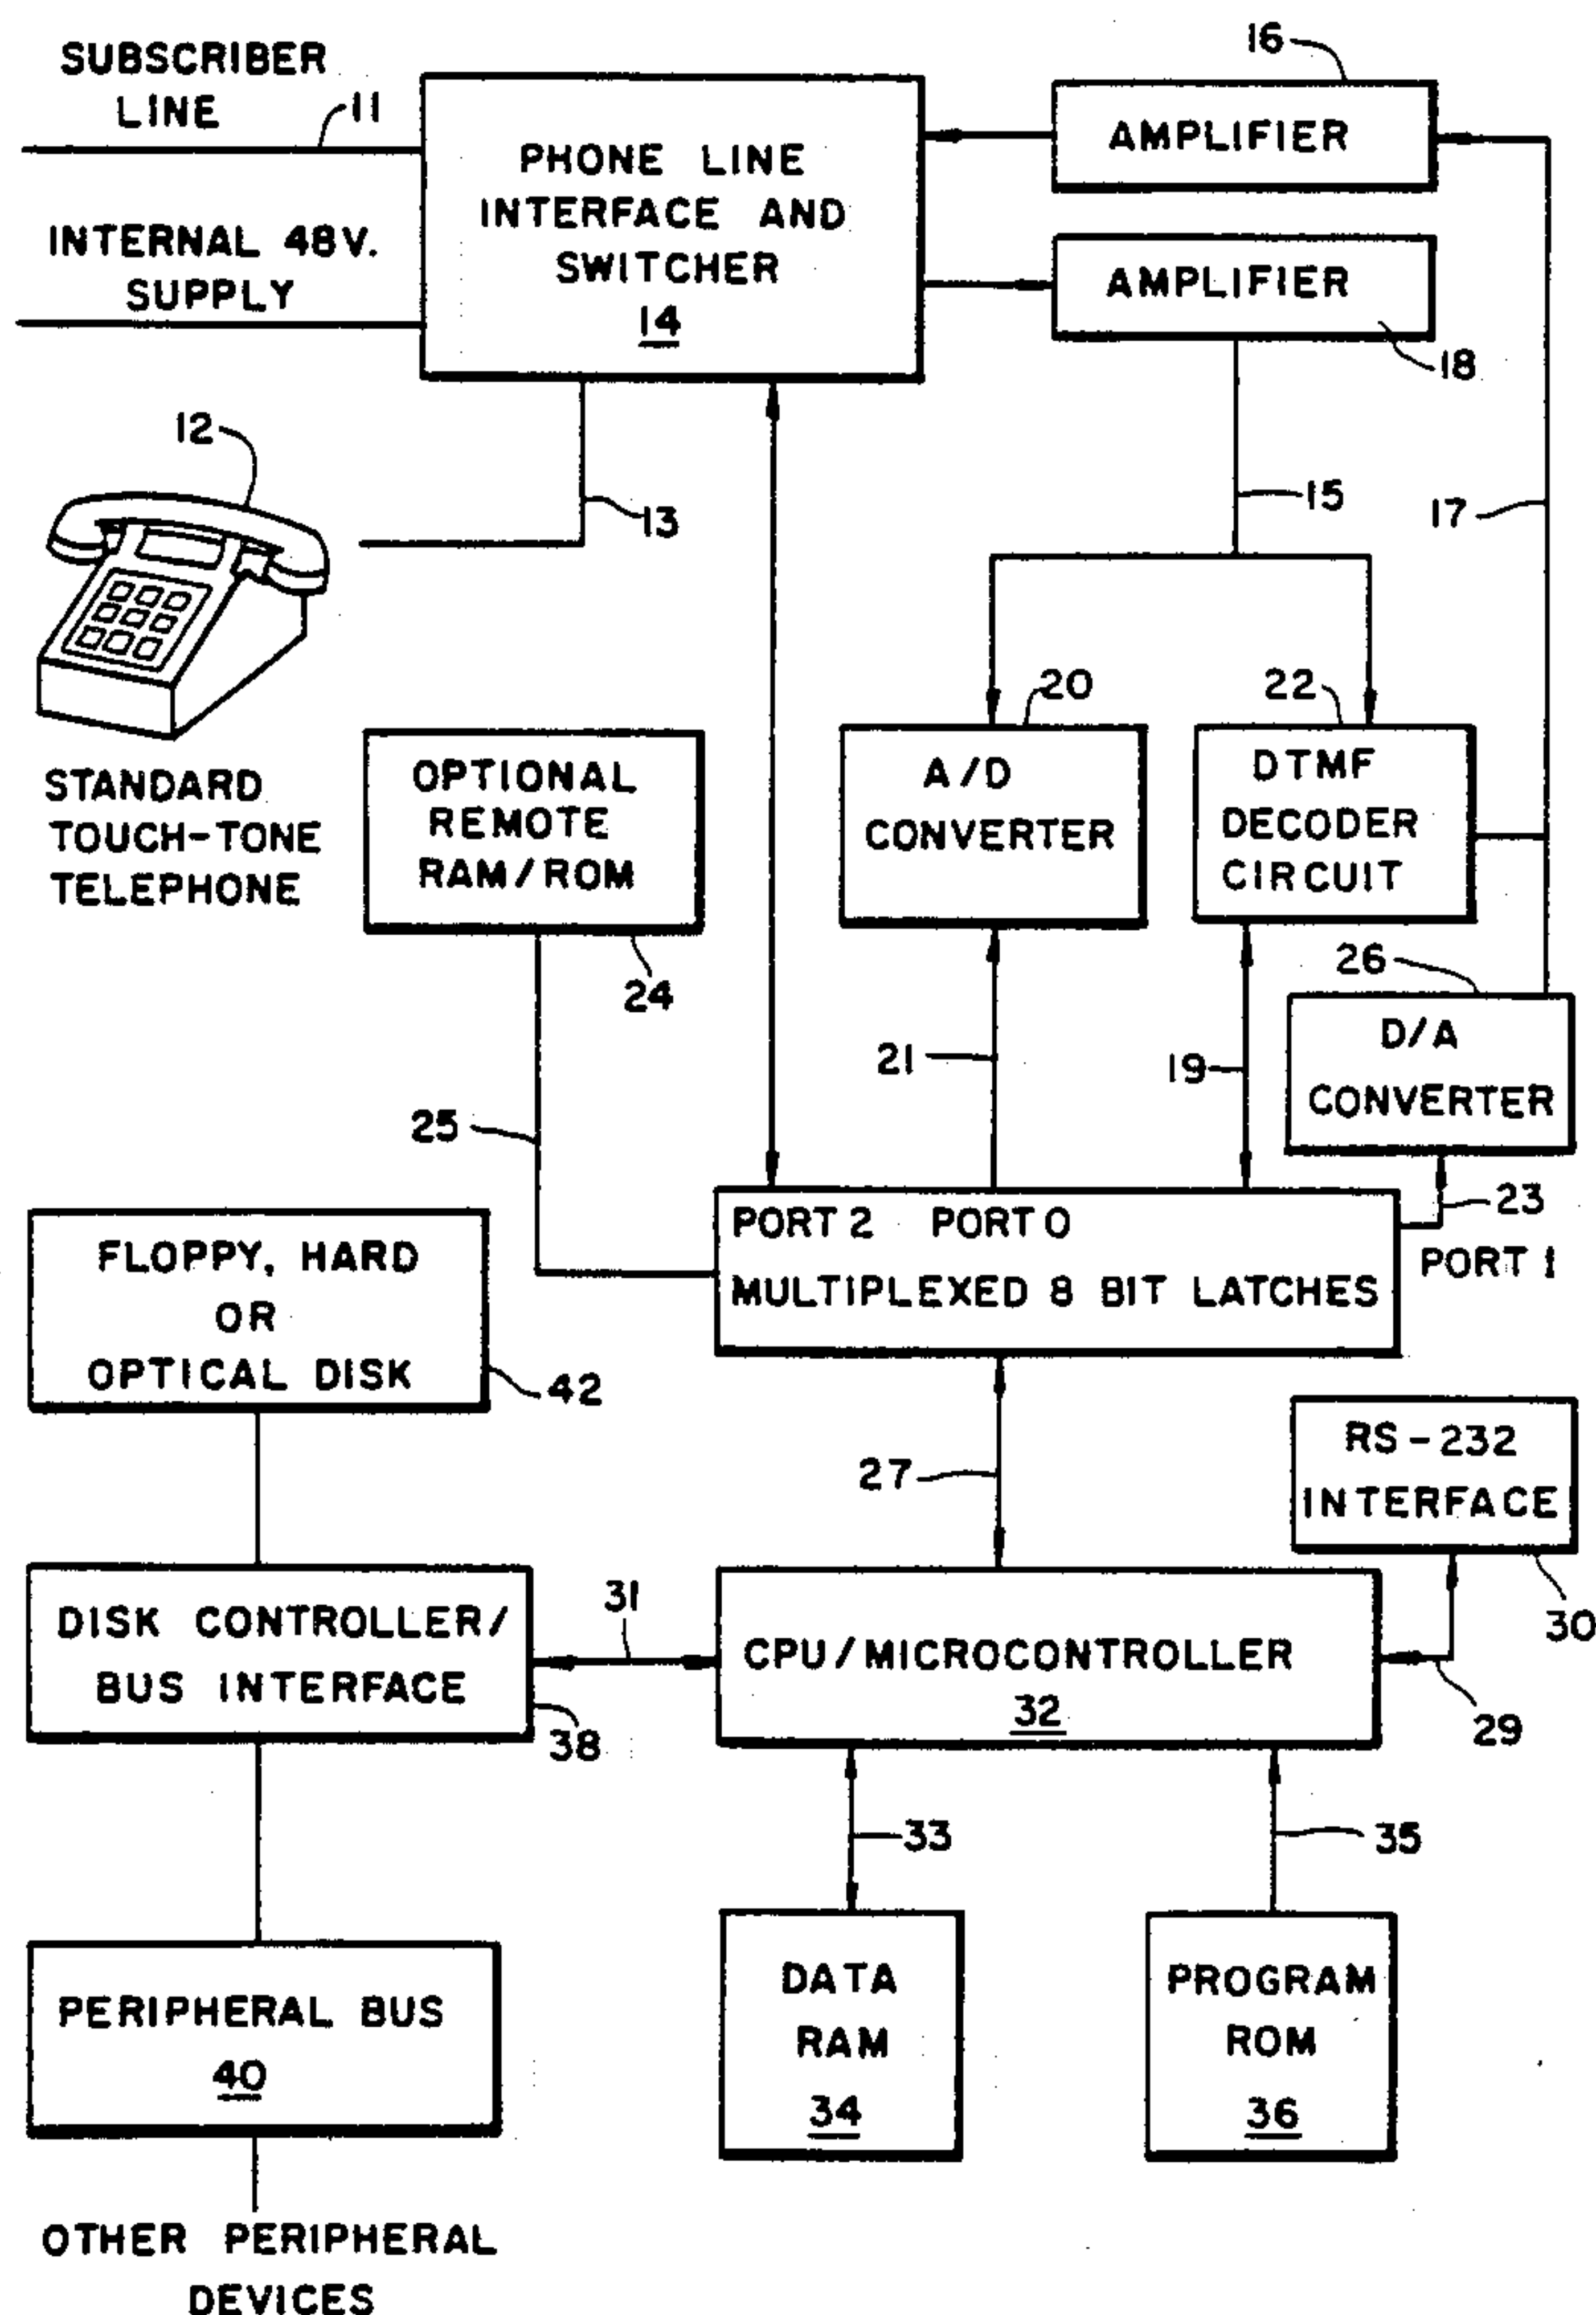 SUBSCRIBER
LINE
11
INTERNAL 48V.
SUPPLY
PHONE LINE
INTERFACE AND
SWITCHER
14
16
AMPLIFIER
AMPLIFIER
18
12
13
15
17
STANDARD
TOUCH-TONE
TELEPHONE
OPTIONAL
REMOTE
RAM/ROM
24
20
A/D
CONVERTER
22
DTMF
DECODER
CIRCUIT
26
D/A
CONVERTER
25
21
19
23
PORT 2 PORT 0
MULTIPLEXED 8 BIT LATCHES
PORT 1
FLOPPY, HARD
OR
OPTICAL DISK
42
27
RS-232
INTERFACE
30
DISK CONTROLLER/
BUS INTERFACE
38
31
CPU/MICROCONTROLLER
32
29
33
35
PERIPHERAL BUS
40
DATA
RAM
34
PROGRAM
ROM
36
OTHER PERIPHERAL
DEVICES